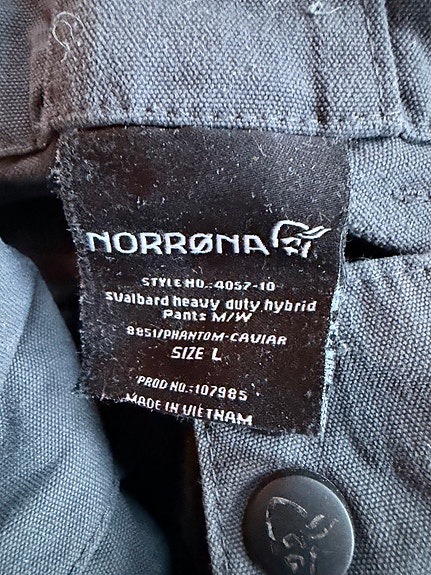 NORRØNA
STYLE NO.:4057-10
svalbard heavy duty hybrid
Pants M/W
8851/PHANTOM-CAVIAR
SIZE L
PROD NO.:107985
MADE IN VIETNAM